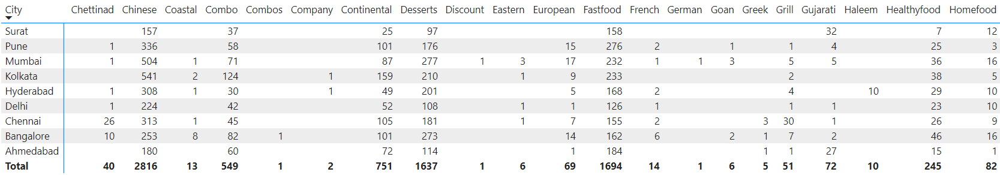 City Chettinad Chinese Coastal Combo Combos Company Continental Desserts Discount Eastern European Fastfood French German Goan Greek Grill Gujarati Haleem Healthyfood Homefood
Surat 157 37 25 97 158 32 7 12
Pune 1 336 58 101 176 15 276 2 1 1 4 25 3
Mumbai 1 504 1 71 87 277 1 3 17 232 1 1 3 5 5 36 16
Kolkata 541 2 124 1 159 210 1 9 233 2 38 5
Hyderabad 1 308 1 30 1 49 201 5 168 2 4 10 29 10
Delhi 1 224 42 52 108 1 1 126 1 1 1 23 10
Chennai 26 313 1 45 105 181 1 7 155 2 3 30 1 26 9
Bangalore 10 253 8 82 1 101 273 14 162 6 2 1 7 2 46 16
Ahmedabad 180 60 72 114 1 184 1 1 27 15 1
Total 40 2816 13 549 1 2 751 1637 1 6 69 1694 14 1 6 5 51 72 10 245 82